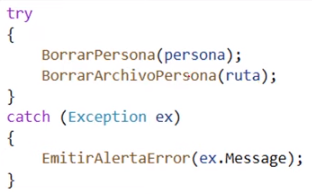 try
{
BorrarPersona(persona);
BorrarArchivoPersona(ruta);
}
catch (Exception ex)
{
EmitirAlertaError(ex.Message);
}